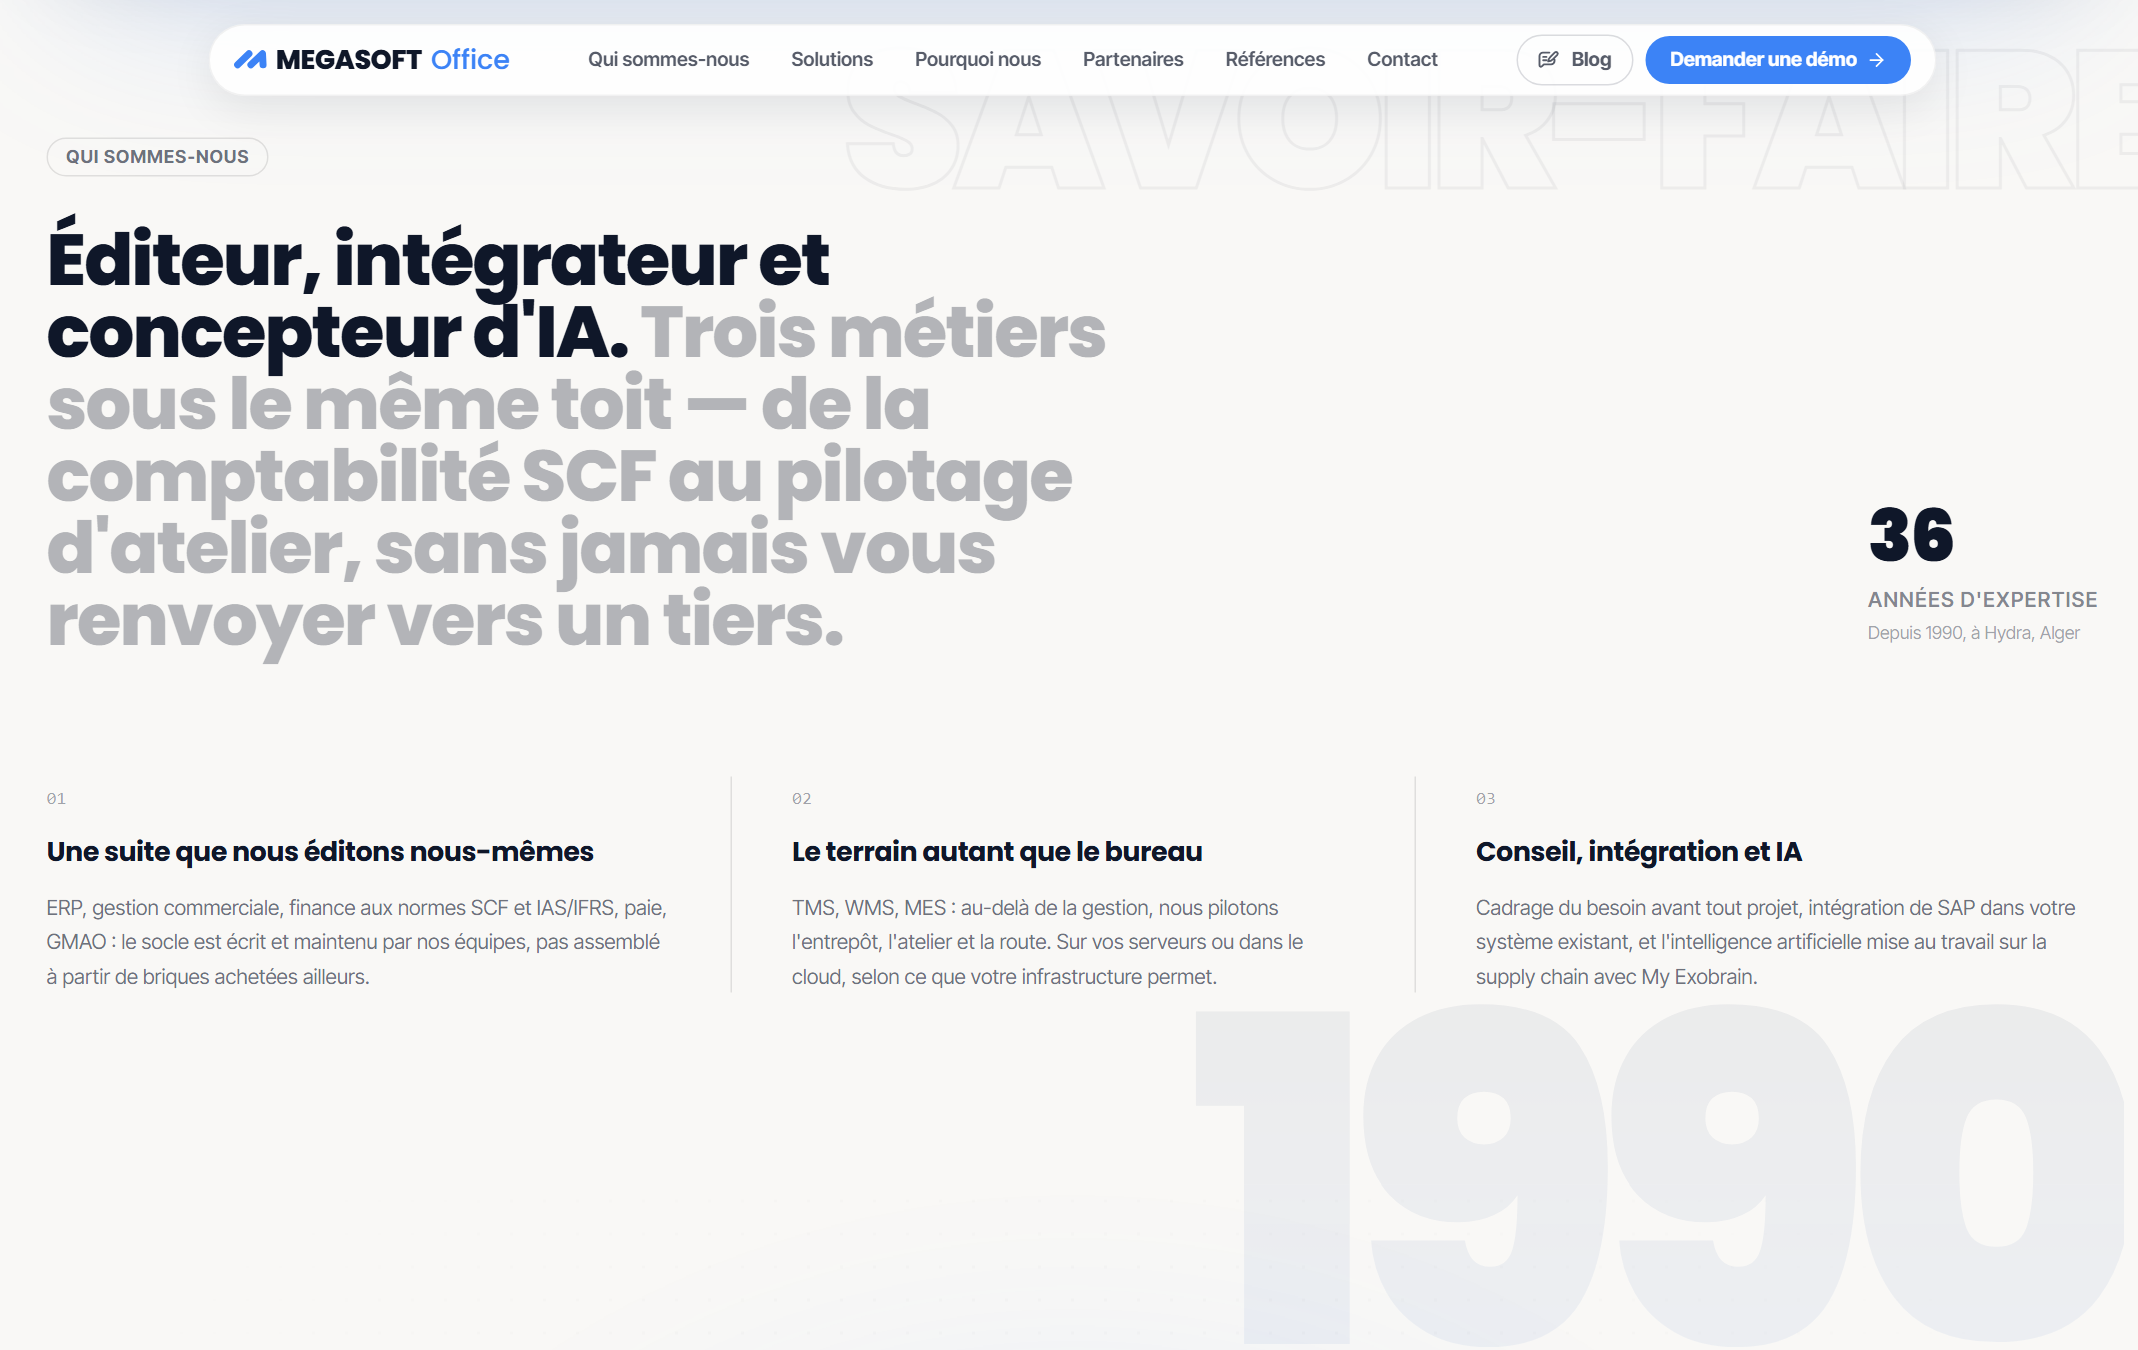 MEGASOFT Office
Qui sommes-nous
Solutions
Pourquoi nous
Partenaires
Références
Contact
Blog
Demander une démo
SAVOIR-FAIRE
QUI SOMMES-NOUS
Éditeur, intégrateur et
concepteur d'IA. Trois métiers
sous le même toit — de la
comptabilité SCF au pilotage
d'atelier, sans jamais vous
renvoyer vers un tiers.
36
ANNÉES D'EXPERTISE
Depuis 1990, à Hydra, Alger
01
Une suite que nous éditons nous-mêmes
ERP, gestion commerciale, finance aux normes SCF et IAS/IFRS, paie,
GMAO : le socle est écrit et maintenu par nos équipes, pas assemblé
à partir de briques achetées ailleurs.
02
Le terrain autant que le bureau
TMS, WMS, MES : au-delà de la gestion, nous pilotons
l'entrepôt, l'atelier et la route. Sur vos serveurs ou dans le
cloud, selon ce que votre infrastructure permet.
03
Conseil, intégration et IA
Cadrage du besoin avant tout projet, intégration de SAP dans votre
système existant, et l'intelligence artificielle mise au travail sur la
supply chain avec My Exobrain.
1990